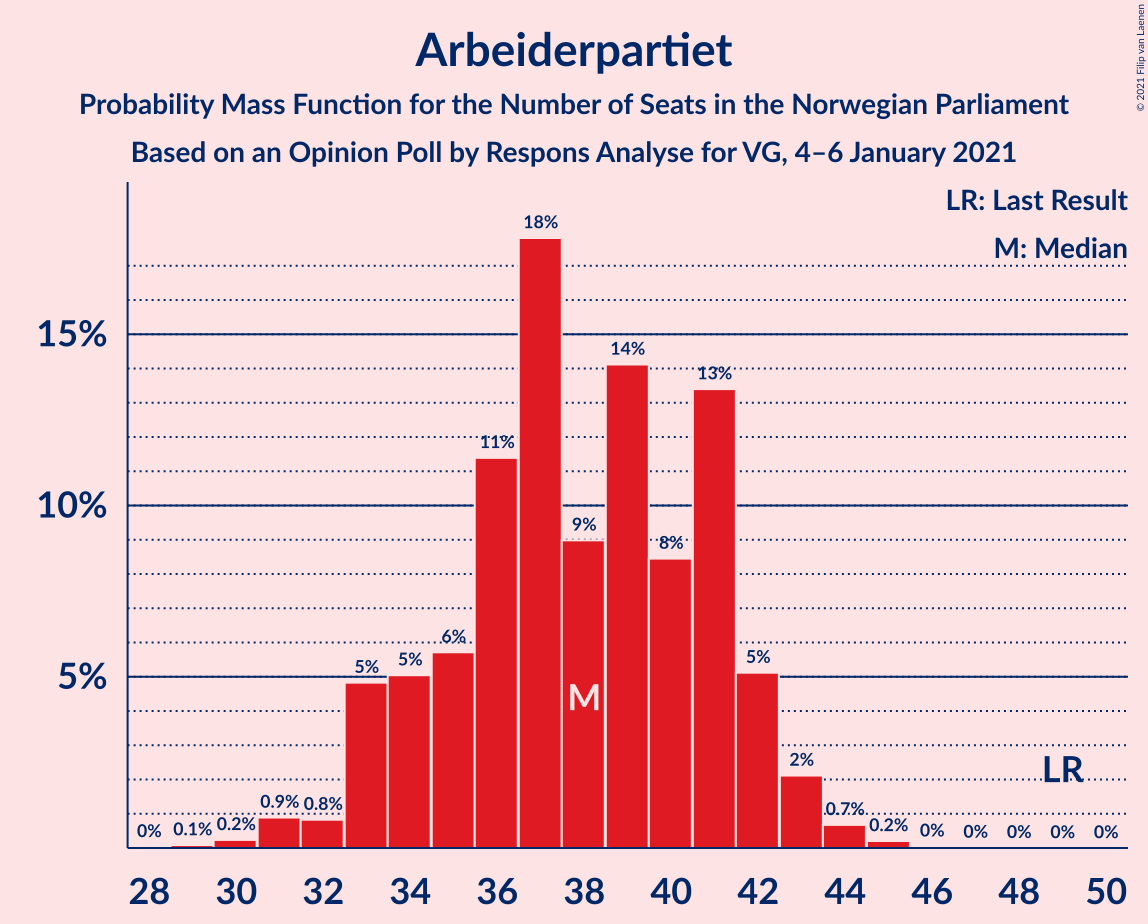 Arbeiderpartiet
Probability Mass Function for the Number of Seats in the Norwegian Parliament
Based on an Opinion Poll by Respons Analyse for VG, 4–6 January 2021
© 2021 Filip van Laenen
LR: Last Result
M: Median
15%
10%
5%
0% 0.1% 0.2% 0.9% 0.8% 5% 5% 6% 11% 18% 9% 14% 8% 13% 5% 2% 0.7% 0.2% 0% 0% 0% 0% 0%
M
LR
28 30 32 34 36 38 40 42 44 46 48 50